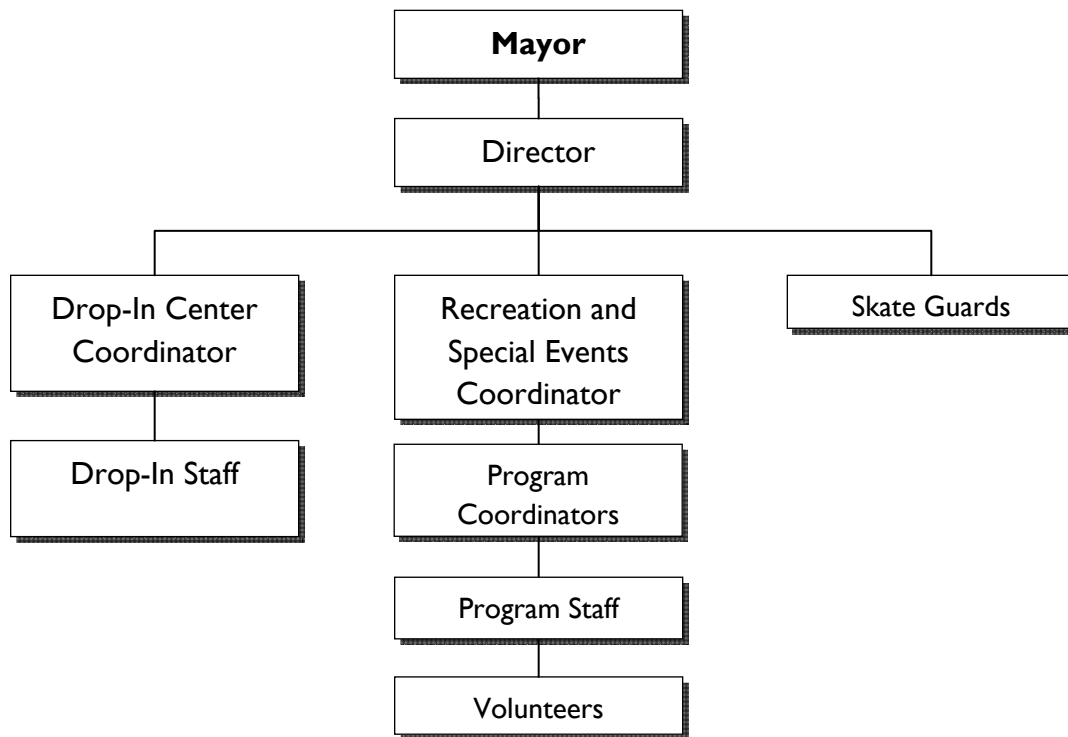 Mayor
Director
Drop-In Center
Coordinator
Recreation and
Special Events
Coordinator
Skate Guards
Drop-In Staff
Program
Coordinators
Program Staff
Volunteers